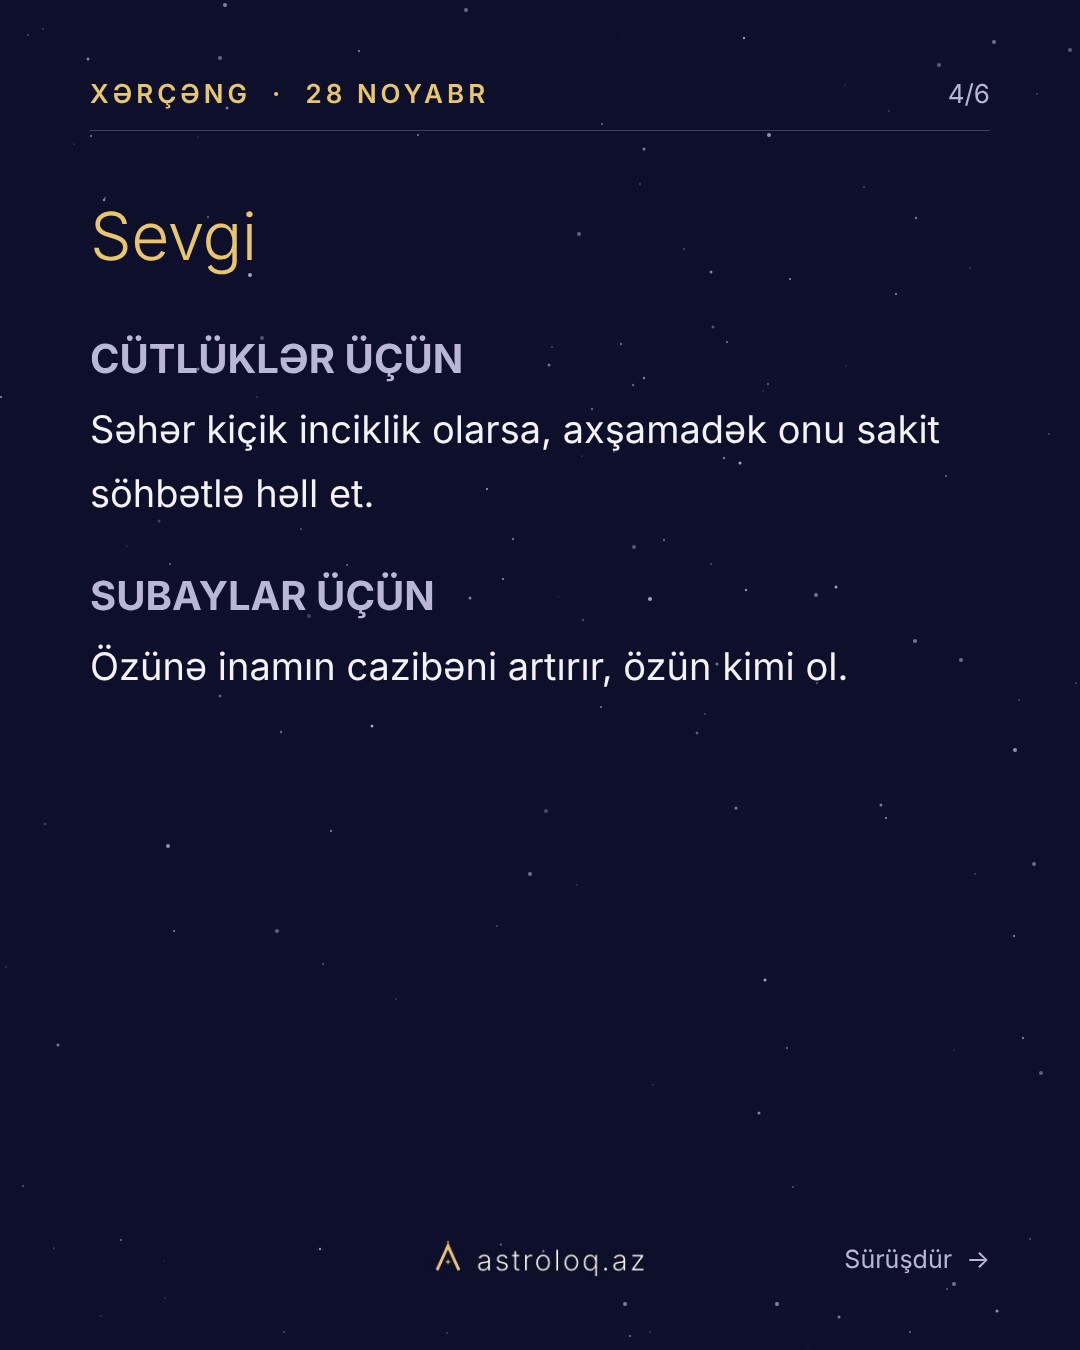 XƏRÇƏNG · 28 NOYABR 4/6
Sevgi
CÜTLÜKLƏR ÜÇÜN
Səhər kiçik inciklik olarsa, axşamadək onu sakit
söhbətlə həll et.
SUBAYLAR ÜÇÜN
Özünə inamın cazibəni artırır, özün kimi ol.
astroloq.az Sürüşdür →